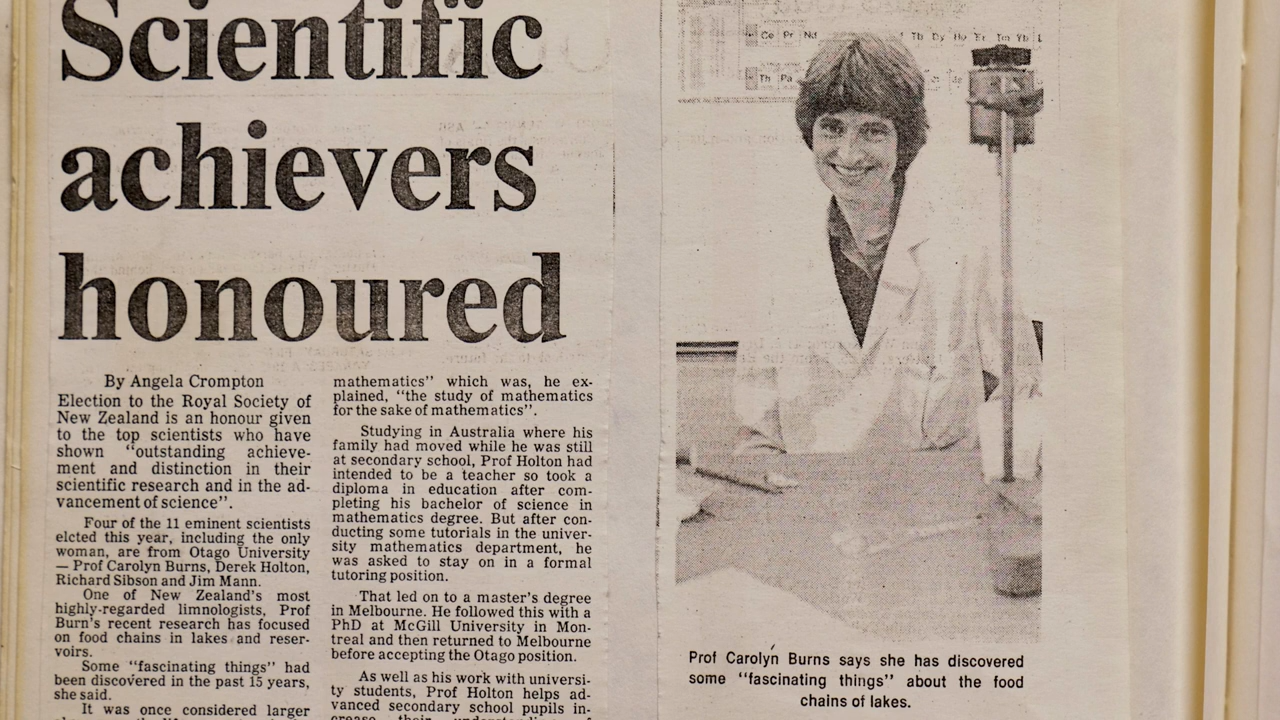 Scientific
achievers
honoured
By Angela Crompton
Election to the Royal Society of
New Zealand is an honour given
to the top scientists who have
shown "outstanding achieve-
ment and distinction in their
scientific research and in the ad-
vancement of science".
Four of the 11 eminent scientists
elcted this year, including the only
woman, are from Otago University
— Prof Carolyn Burns, Derek Holton,
Richard Sibson and Jim Mann.
One of New Zealand's most
highly-regarded limnologists, Prof
Burn's recent research has focused
on food chains in lakes and reser-
voirs.
Some "fascinating things" had
been discovered in the past 15 years,
she said.
It was once considered larger
mathematics" which was, he ex-
plained, "the study of mathematics
for the sake of mathematics".
Studying in Australia where his
family had moved while he was still
at secondary school, Prof Holton had
intended to be a teacher so took a
diploma in education after com-
pleting his bachelor of science in
mathematics degree. But after con-
ducting some tutorials in the univer-
sity mathematics department, he
was asked to stay on in a formal
tutoring position.
That led on to a master's degree
in Melbourne. He followed this with a
PhD at McGill University in Mon-
treal and then returned to Melbourne
before accepting the Otago position.
As well as his work with universi-
ty students, Prof Holton helps ad-
vanced secondary school pupils in-
crease their understanding of
Ce Pr Nd Tb Dy Ho Er Tm Yb L
Th Pa
Prof Carolyn Burns says she has discovered
some "fascinating things" about the food
chains of lakes.